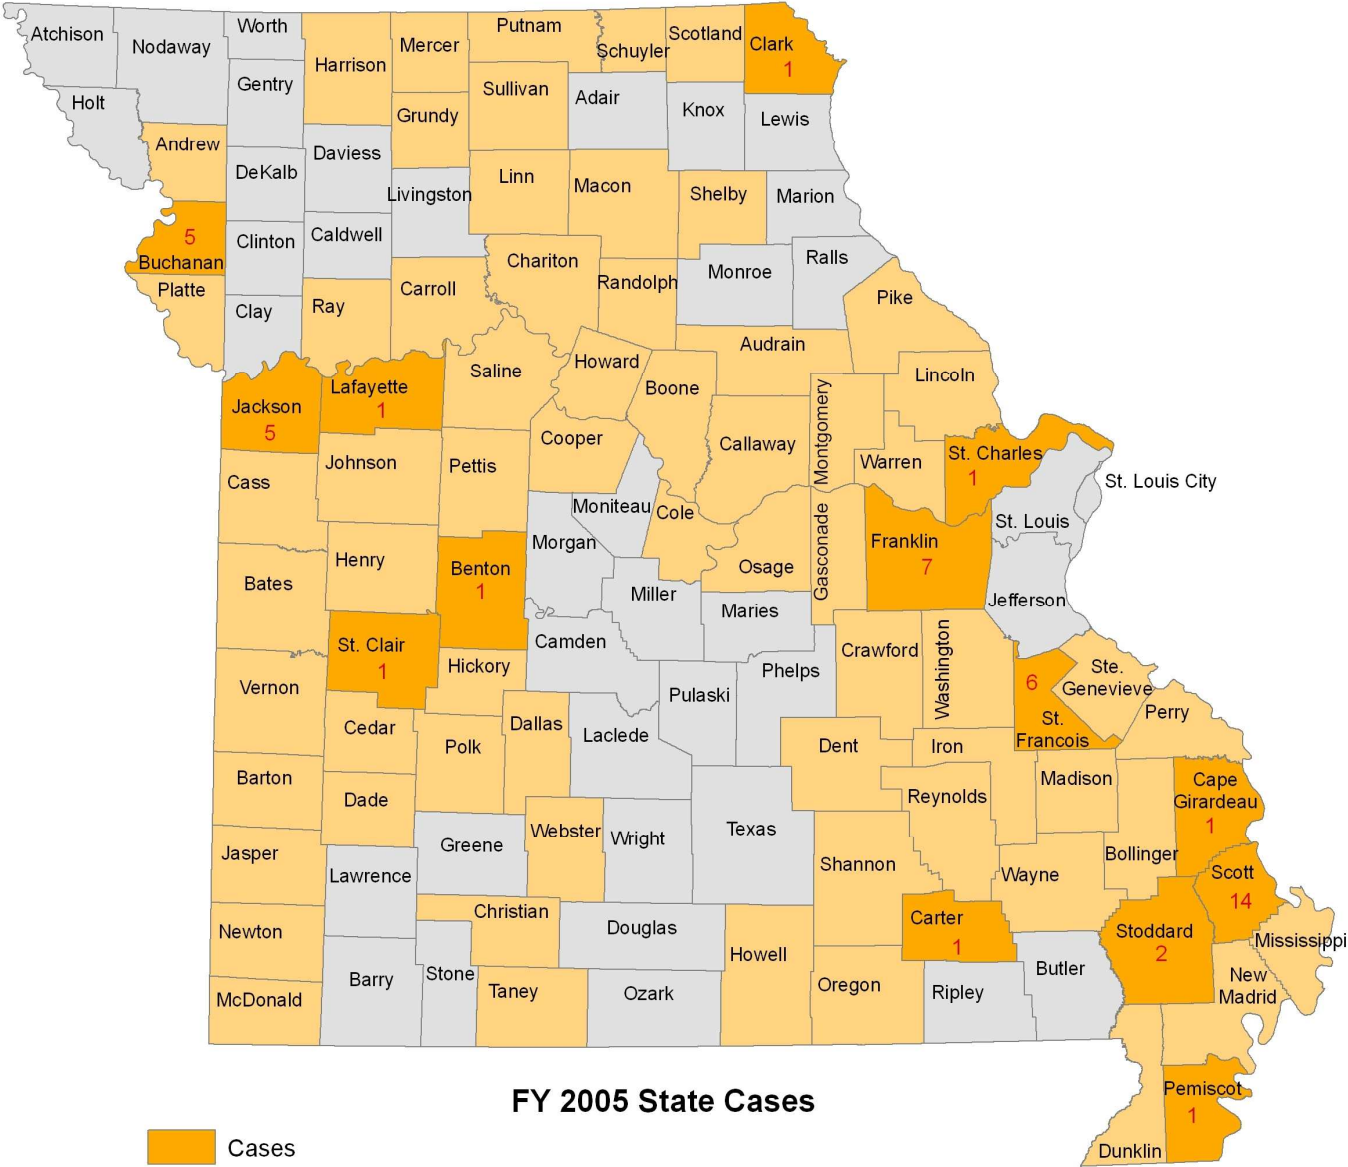 Atchison
Nodaway
Worth
Harrison
Mercer
Putnam
Schuyler
Scotland
Clark
1
Holt
Gentry
Sullivan
Adair
Knox
Lewis
Grundy
Andrew
DeKalb
Daviess
Livingston
Linn
Macon
Shelby
Marion
5
Buchanan
Clinton
Caldwell
Chariton
Randolph
Monroe
Ralls
Platte
Clay
Ray
Carroll
Pike
Audrain
Jackson
5
Lafayette
1
Saline
Howard
Boone
Lincoln
Callaway
Montgomery
Warren
St. Charles
1
St. Louis City
Cass
Johnson
Pettis
Cooper
Moniteau
Cole
St. Louis
Morgan
Osage
Gasconade
Franklin
7
Bates
Henry
Benton
1
Miller
Maries
Jefferson
St. Clair
1
Hickory
Camden
Phelps
Crawford
Washington
6
St.
Francois
Ste.
Genevieve
Perry
Vernon
Cedar
Polk
Dallas
Laclede
Pulaski
Dent
Iron
Barton
Dade
Reynolds
Madison
Cape
Girardeau
1
Jasper
Greene
Webster
Wright
Texas
Shannon
Wayne
Bollinger
Scott
14
Lawrence
Christian
Douglas
Howell
Carter
1
Stoddard
2
Mississippi
Newton
Barry
Stone
Taney
Ozark
Oregon
Ripley
Butler
New
Madrid
McDonald
Pemiscot
1
Dunklin
FY 2005 State Cases
Cases